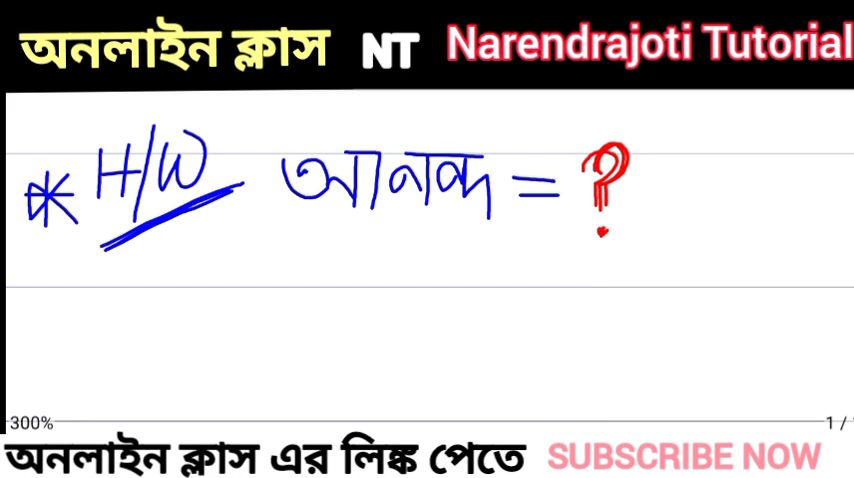 অনলাইন ক্লাস NT Narendrajoti Tutorial
* H/W আনন্দ = ?
300% 1 /
অনলাইন ক্লাস এর লিঙ্ক পেতে SUBSCRIBE NOW